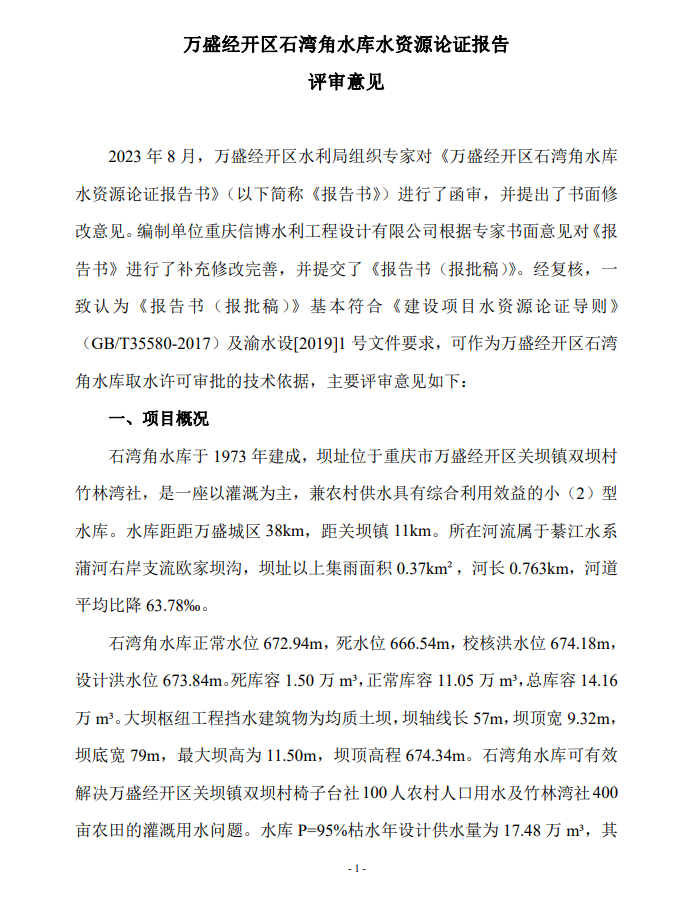 万盛经开区石湾角水库水资源论证报告
评审意见
2023 年 8 月，万盛经开区水利局组织专家对《万盛经开区石湾角水库
水资源论证报告书》（以下简称《报告书》）进行了函审，并提出了书面修
改意见。编制单位重庆信博水利工程设计有限公司根据专家书面意见对《报
告书》进行了补充修改完善，并提交了《报告书（报批稿）》。经复核，一
致认为《报告书（报批稿）》基本符合《建设项目水资源论证导则》
（GB/T35580-2017）及渝水设[2019]1 号文件要求，可作为万盛经开区石湾
角水库取水许可审批的技术依据，主要评审意见如下：
一、项目概况
石湾角水库于 1973 年建成，坝址位于重庆市万盛经开区关坝镇双坝村
竹林湾社，是一座以灌溉为主，兼农村供水具有综合利用效益的小（2）型
水库。水库距距万盛城区 38km，距关坝镇 11km。所在河流属于綦江水系
蒲河右岸支流欧家坝沟，坝址以上集雨面积 0.37km²，河长 0.763km，河道
平均比降 63.78‰。
石湾角水库正常水位 672.94m，死水位 666.54m，校核洪水位 674.18m，
设计洪水位 673.84m。死库容 1.50 万 m³，正常库容 11.05 万 m³，总库容 14.16
万 m³。大坝枢纽工程挡水建筑物为均质土坝，坝轴线长 57m，坝顶宽 9.32m，
坝底宽 79m，最大坝高为 11.50m，坝顶高程 674.34m。石湾角水库可有效
解决万盛经开区关坝镇双坝村椅子台社 100 人农村人口用水及竹林湾社 400
亩农田的灌溉用水问题。水库 P=95%枯水年设计供水量为 17.48 万 m³，其
- 1 -